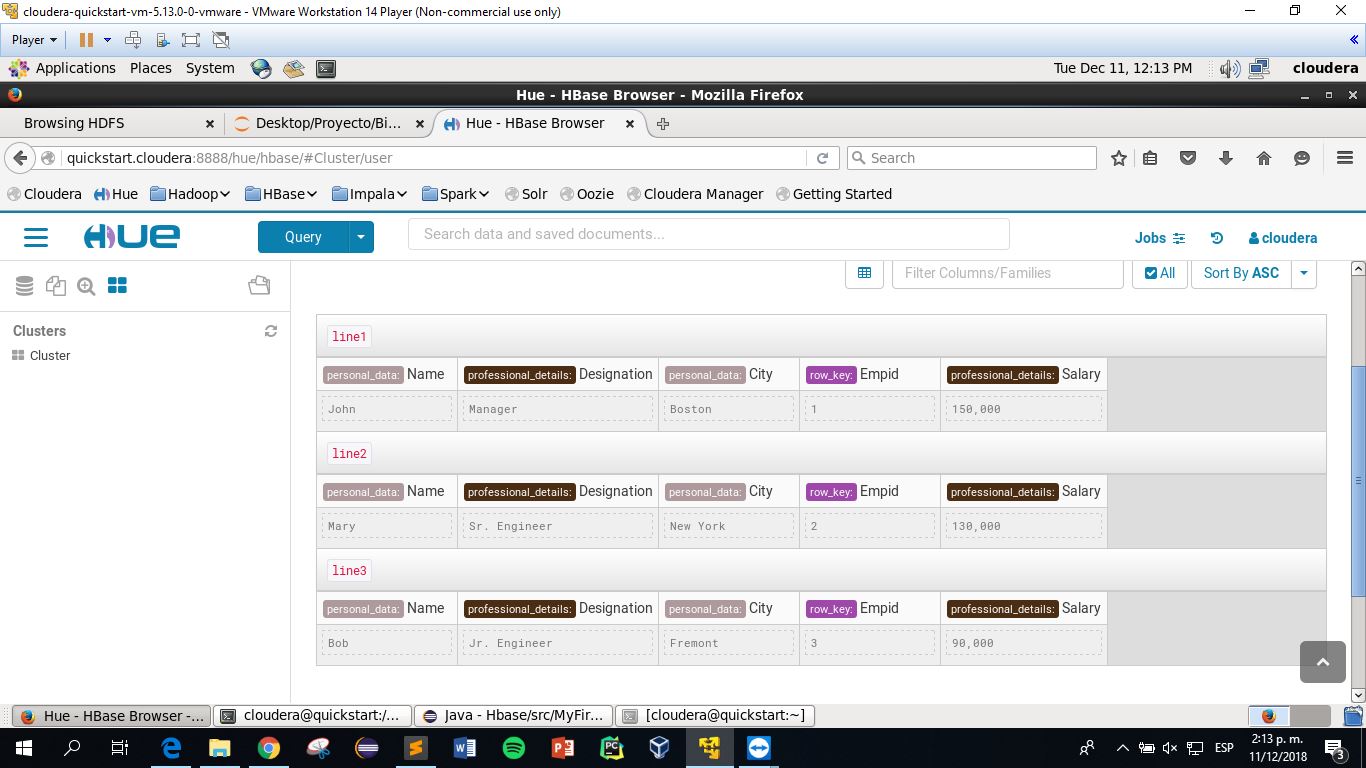 cloudera-quickstart-vm-5.13.0-0-vmware - VMware Workstation 14 Player (Non-commercial use only)
Player
Applications Places System Tue Dec 11, 12:13 PM cloudera
Hue - HBase Browser - Mozilla Firefox
Browsing HDFS Desktop/Proyecto/Bi... Hue - HBase Browser
quickstart.cloudera:8888/hue/hbase/#Cluster/user Search
Cloudera Hue Hadoop HBase Impala Spark Solr Oozie Cloudera Manager Getting Started
HUE Query Search data and saved documents... Jobs cloudera
Filter Columns/Families All Sort By ASC
Clusters
Cluster
line1
personal_data: Name professional_details: Designation personal_data: City row_key: Empid professional_details: Salary
John Manager Boston 1 150,000
line2
personal_data: Name professional_details: Designation personal_data: City row_key: Empid professional_details: Salary
Mary Sr. Engineer New York 2 130,000
line3
personal_data: Name professional_details: Designation personal_data: City row_key: Empid professional_details: Salary
Bob Jr. Engineer Fremont 3 90,000
Hue - HBase Browser -... cloudera@quickstart:/... Java - Hbase/src/MyFir... [cloudera@quickstart:~]
ESP 2:13 p. m.
11/12/2018 3